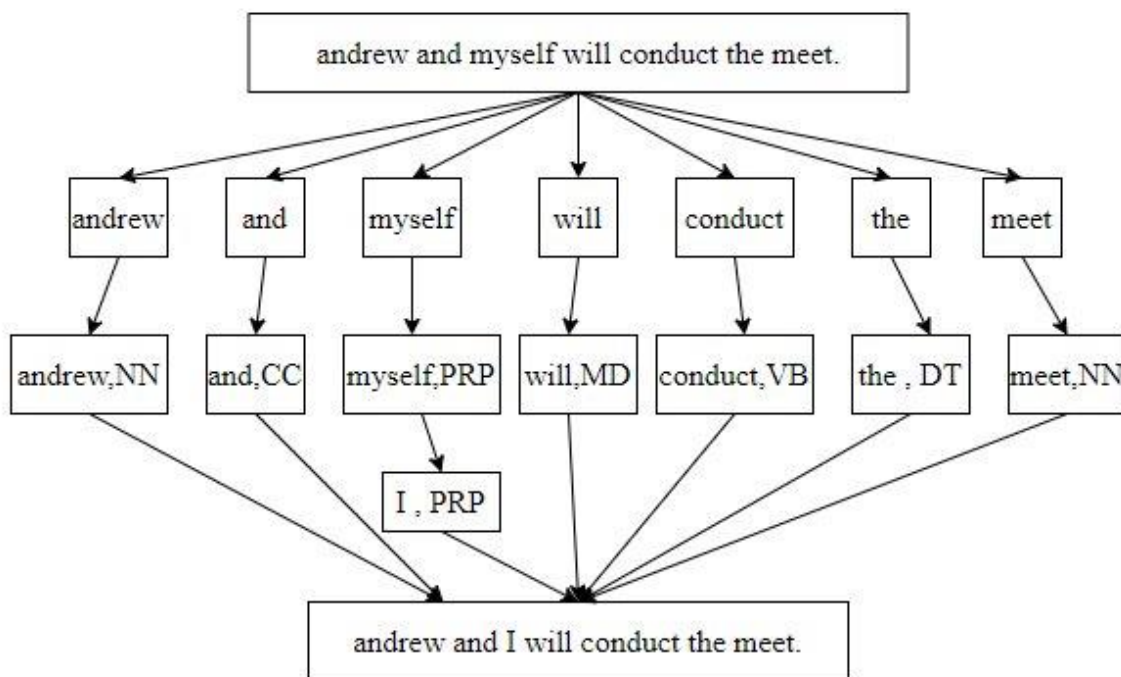 andrew and myself will conduct the meet.
andrew
and
myself
will
conduct
the
meet
andrew,NN
and,CC
myself,PRP
will,MD
conduct,VB
the , DT
meet,NN
I , PRP
andrew and I will conduct the meet.